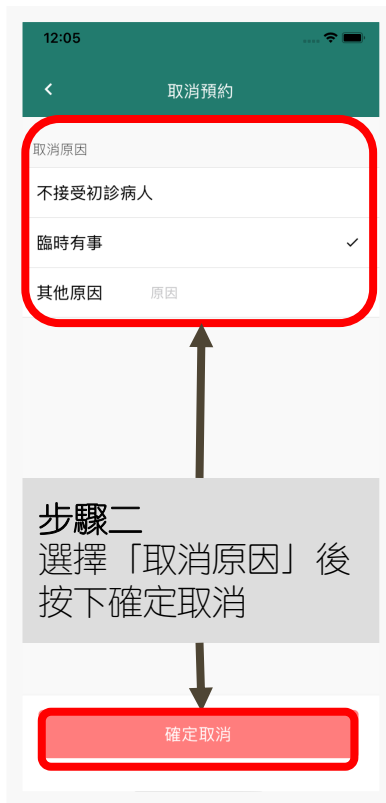 12:05
取消預約
取消原因
不接受初診病人
臨時有事
其他原因 原因
步驟二
選擇「取消原因」後
按下確定取消
確定取消